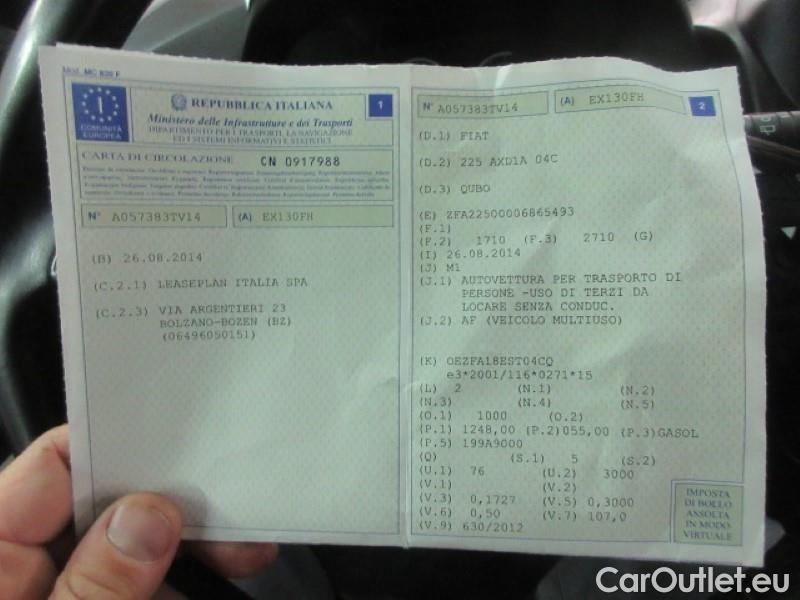 Mod. MC 820 F
I
COMUNITÀ
EUROPEA
REPUBBLICA ITALIANA
1
Ministero delle Infrastrutture e dei Trasporti
DIPARTIMENTO PER I TRASPORTI, LA NAVIGAZIONE
ED I SISTEMI INFORMATIVI E STATISTICI
CARTA DI CIRCOLAZIONE CN 0917988
N° A057383TV14 (A) EX130FH
(B) 26.08.2014
(C.2.1) LEASEPLAN ITALIA SPA
(C.2.3) VIA ARGENTIERI 23
BOLZANO-BOZEN (BZ)
(06496050151)
N° A057383TV14 (A) EX130FH 2
(D.1) FIAT
(D.2) 225 AXD1A 04C
(D.3) QUBO
(E) ZFA22500006865493
(F.1)
(F.2) 1710 (F.3) 2710 (G)
(I) 26.08.2014
(J) M1
(J.1) AUTOVETTURA PER TRASPORTO DI
PERSONE -USO DI TERZI DA
LOCARE SENZA CONDUC.
(J.2) AF (VEICOLO MULTIUSO)
(K) OEZFA18EST04CQ
e3*2001/116*0271*15
(L) 2 (N.1) (N.2)
(N.3) (N.4) (N.5)
(O.1) 1000 (O.2)
(P.1) 1248,00 (P.2)055,00 (P.3)GASOL
(P.5) 199A9000
(Q) (S.1) 5 (S.2)
(U.1) 76 (U.2) 3000
(V.1) (V.2)
(V.3) 0,1727 (V.5) 0,3000
(V.6) 0,50 (V.7) 107,0
(V.9) 630/2012
IMPOSTA
DI BOLLO
ASSOLTA
IN MODO
VIRTUALE
CarOutlet.eu